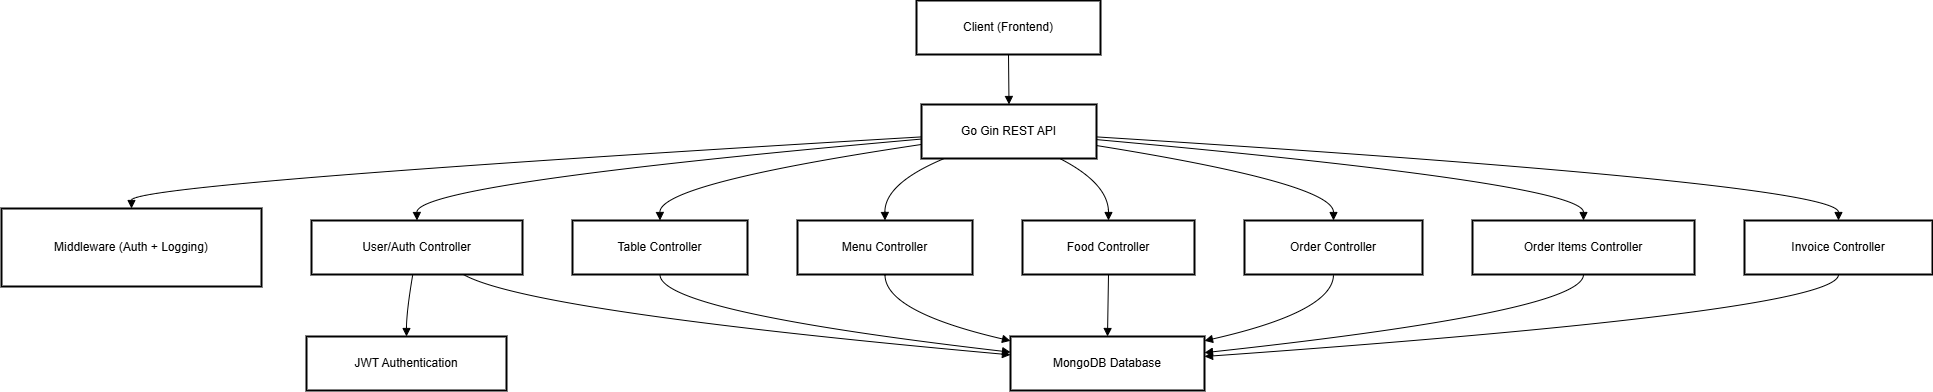 Client (Frontend)
Go Gin REST API
Middleware (Auth + Logging)
User/Auth Controller
Table Controller
Menu Controller
Food Controller
Order Controller
Order Items Controller
Invoice Controller
JWT Authentication
MongoDB Database